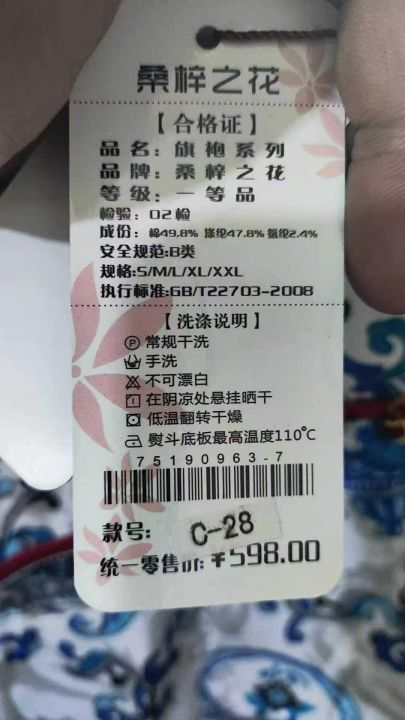 桑梓之花
【合格证】
品名：旗袍系列
品牌：桑梓之花
等级：一等品
检验：02检
成份：棉49.8% 涤纶47.8% 氨纶2.4%
安全规范:B类
规格:S/M/L/XL/XXL
执行标准:GB/T22703-2008
【洗涤说明】
Ⓟ 常规干洗
手洗
不可漂白
在阴凉处悬挂晒干
低温翻转干燥
熨斗底板最高温度110℃
75190963-7
款号: C-28
统一零售价:¥598.00